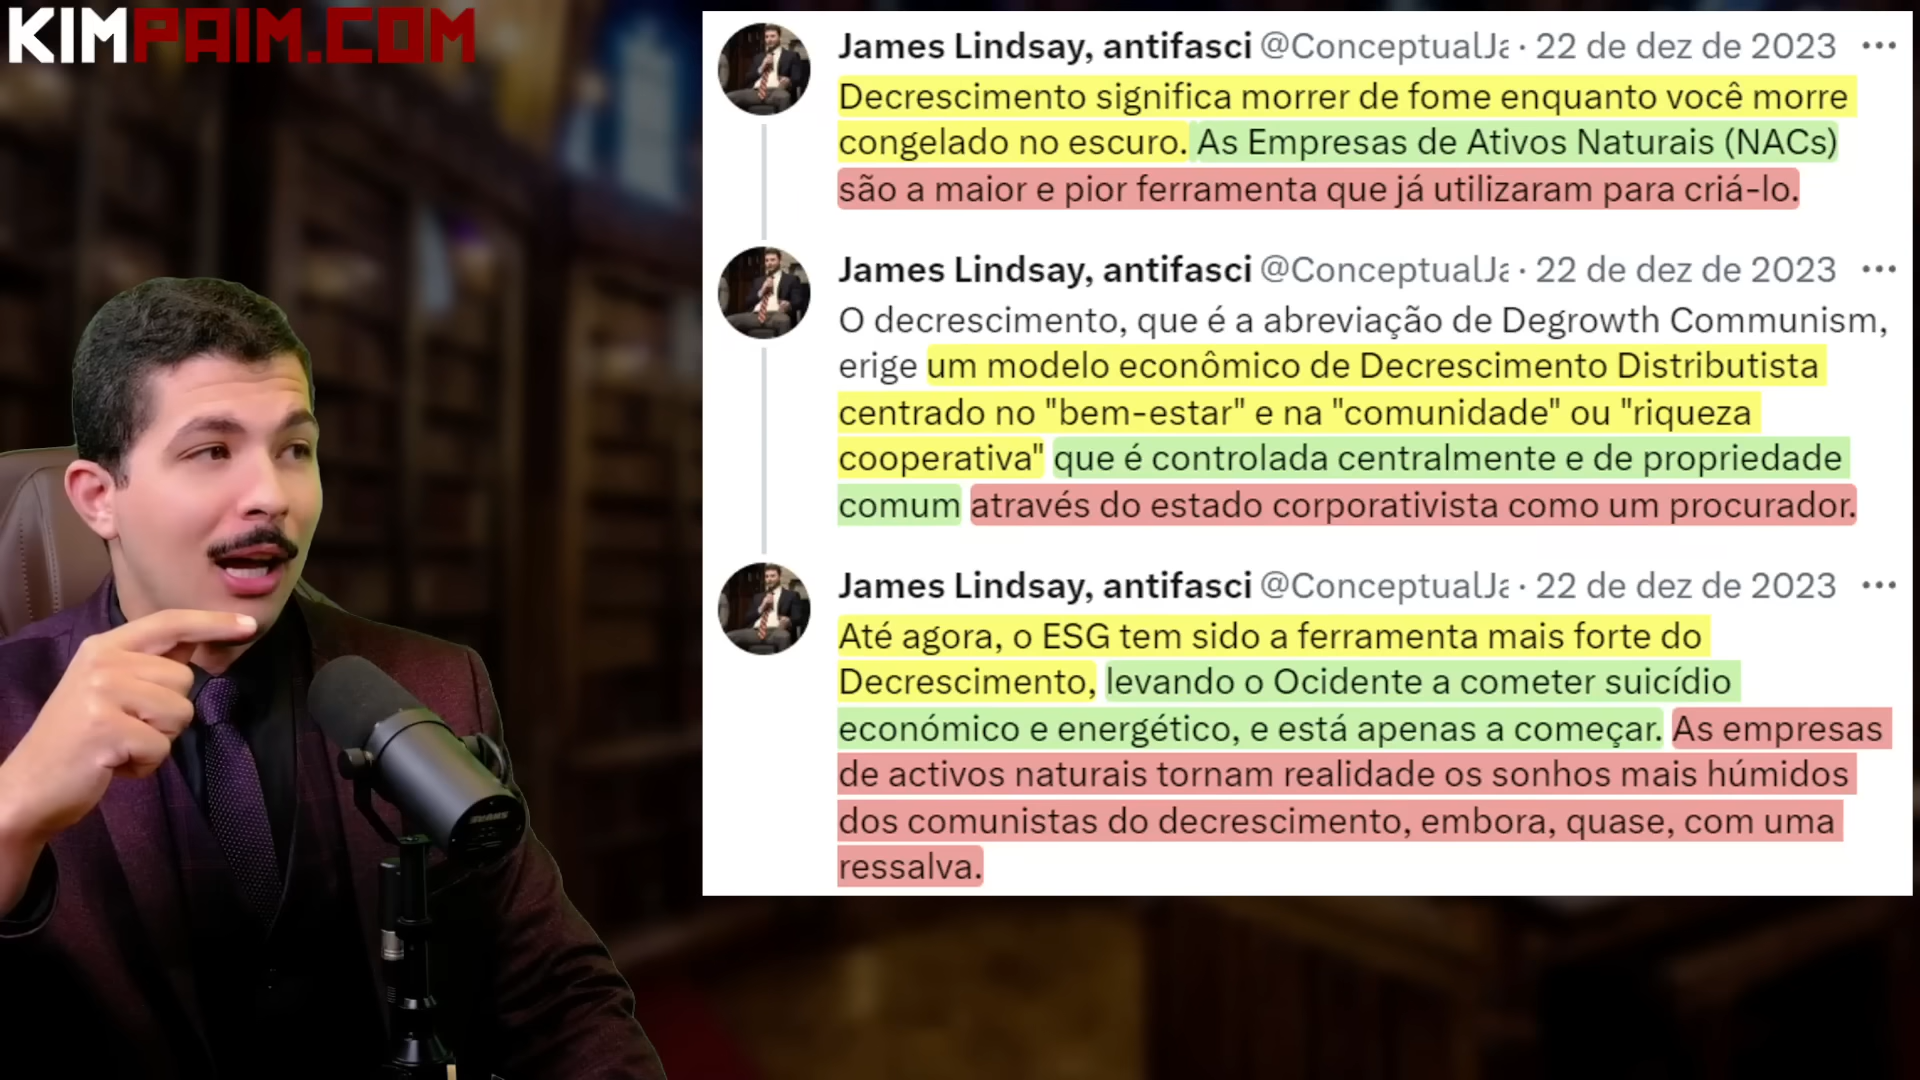 KIMPAIM.COM
James Lindsay, antifasci @ConceptualJa · 22 de dez de 2023 ···
Decrescimento significa morrer de fome enquanto você morre
congelado no escuro. As Empresas de Ativos Naturais (NACs)
são a maior e pior ferramenta que já utilizaram para criá-lo.
James Lindsay, antifasci @ConceptualJa · 22 de dez de 2023 ···
O decrescimento, que é a abreviação de Degrowth Communism,
erige um modelo econômico de Decrescimento Distributista
centrado no "bem-estar" e na "comunidade" ou "riqueza
cooperativa" que é controlada centralmente e de propriedade
comum através do estado corporativista como um procurador.
James Lindsay, antifasci @ConceptualJa · 22 de dez de 2023 ···
Até agora, o ESG tem sido a ferramenta mais forte do
Decrescimento, levando o Ocidente a cometer suicídio
económico e energético, e está apenas a começar. As empresas
de activos naturais tornam realidade os sonhos mais húmidos
dos comunistas do decrescimento, embora, quase, com uma
ressalva.
SHURE